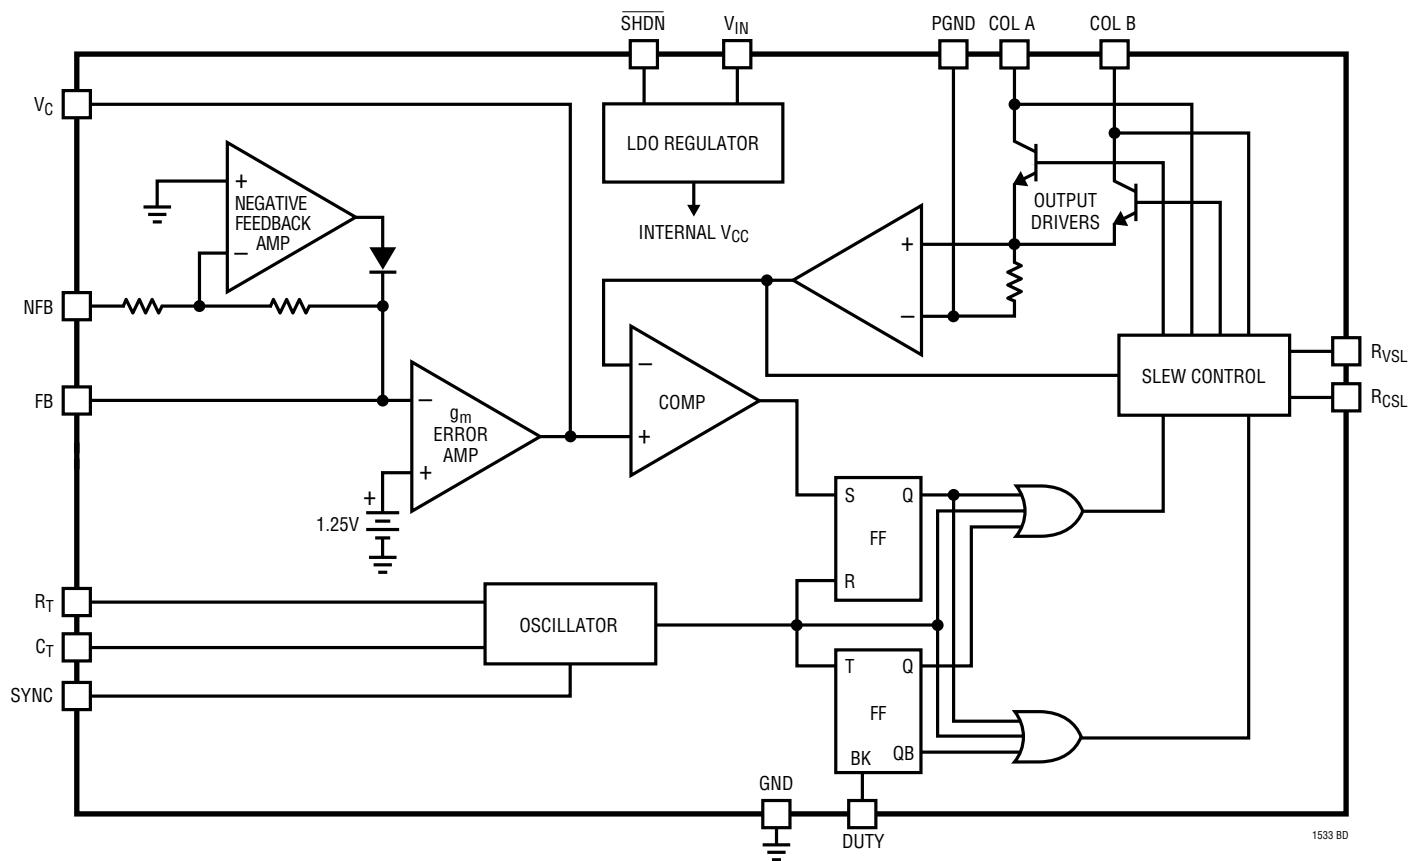 SHDN
VIN
PGND
COL A
COL B
VC
LDO REGULATOR
INTERNAL VCC
+
NEGATIVE
FEEDBACK
AMP
−
OUTPUT
DRIVERS
+
−
NFB
FB
−
gm
ERROR
AMP
+
+
1.25V
−
COMP
+
SLEW CONTROL
RVSL
RCSL
S
Q
FF
R
RT
CT
SYNC
OSCILLATOR
T
Q
FF
BK
QB
GND
DUTY
1533 BD